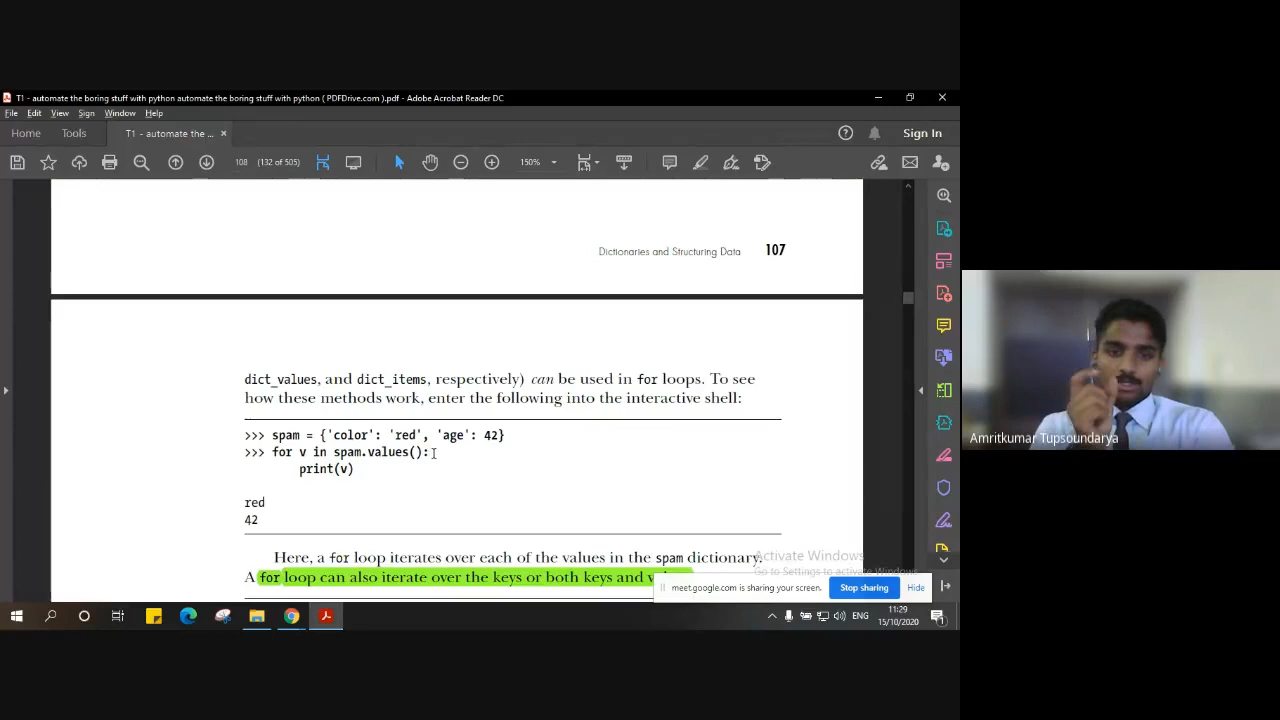 T1 - automate the boring stuff with python automate the boring stuff with python ( PDFDrive.com ).pdf - Adobe Acrobat Reader DC
File Edit View Sign Window Help
Home Tools T1 - automate the ... × Sign In
108 (132 of 505) 150%
Dictionaries and Structuring Data 107
dict_values, and dict_items, respectively) can be used in for loops. To see
how these methods work, enter the following into the interactive shell:
>>> spam = {'color': 'red', 'age': 42}
>>> for v in spam.values():
print(v)
red
42
Here, a for loop iterates over each of the values in the spam dictionary.
A for loop can also iterate over the keys or both keys and
Activate Windows
Go to Settings to activate Windows.
meet.google.com is sharing your screen. Stop sharing Hide
ENG 11:29
15/10/2020
Amritkumar Tupsoundarya